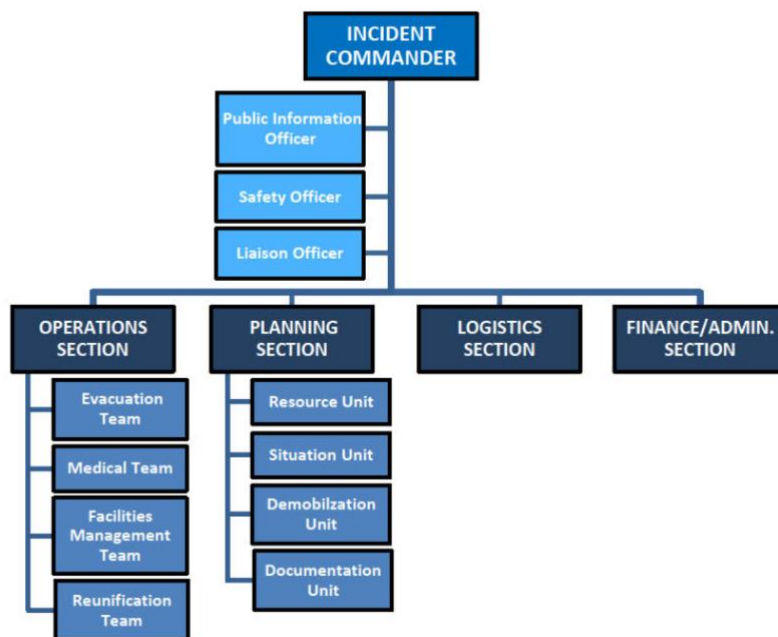 INCIDENT
COMMANDER
Public Information
Officer
Safety Officer
Liaison Officer
OPERATIONS
SECTION
PLANNING
SECTION
LOGISTICS
SECTION
FINANCE/ADMIN.
SECTION
Evacuation
Team
Medical Team
Facilities
Management
Team
Reunification
Team
Resource Unit
Situation Unit
Demobilzation
Unit
Documentation
Unit